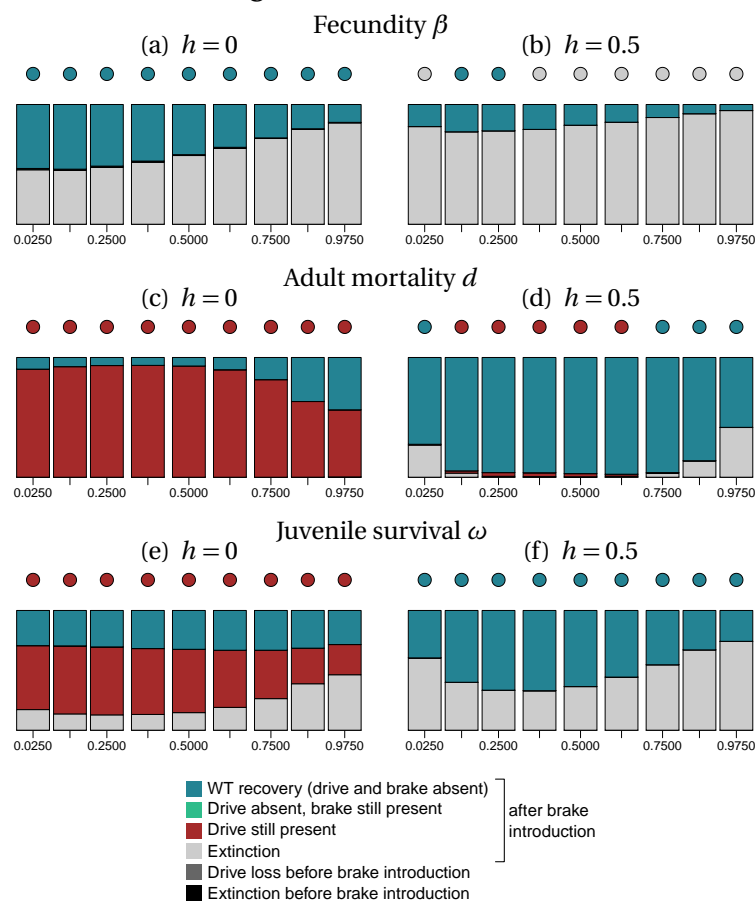 Fecundity β
(a) h = 0
(b) h = 0.5
0.0250 0.2500 0.5000 0.7500 0.9750
0.0250 0.2500 0.5000 0.7500 0.9750
Adult mortality d
(c) h = 0
(d) h = 0.5
0.0250 0.2500 0.5000 0.7500 0.9750
0.0250 0.2500 0.5000 0.7500 0.9750
Juvenile survival ω
(e) h = 0
(f) h = 0.5
0.0250 0.2500 0.5000 0.7500 0.9750
0.0250 0.2500 0.5000 0.7500 0.9750
WT recovery (drive and brake absent)
Drive absent, brake still present
Drive still present
Extinction
after brake
introduction
Drive loss before brake introduction
Extinction before brake introduction